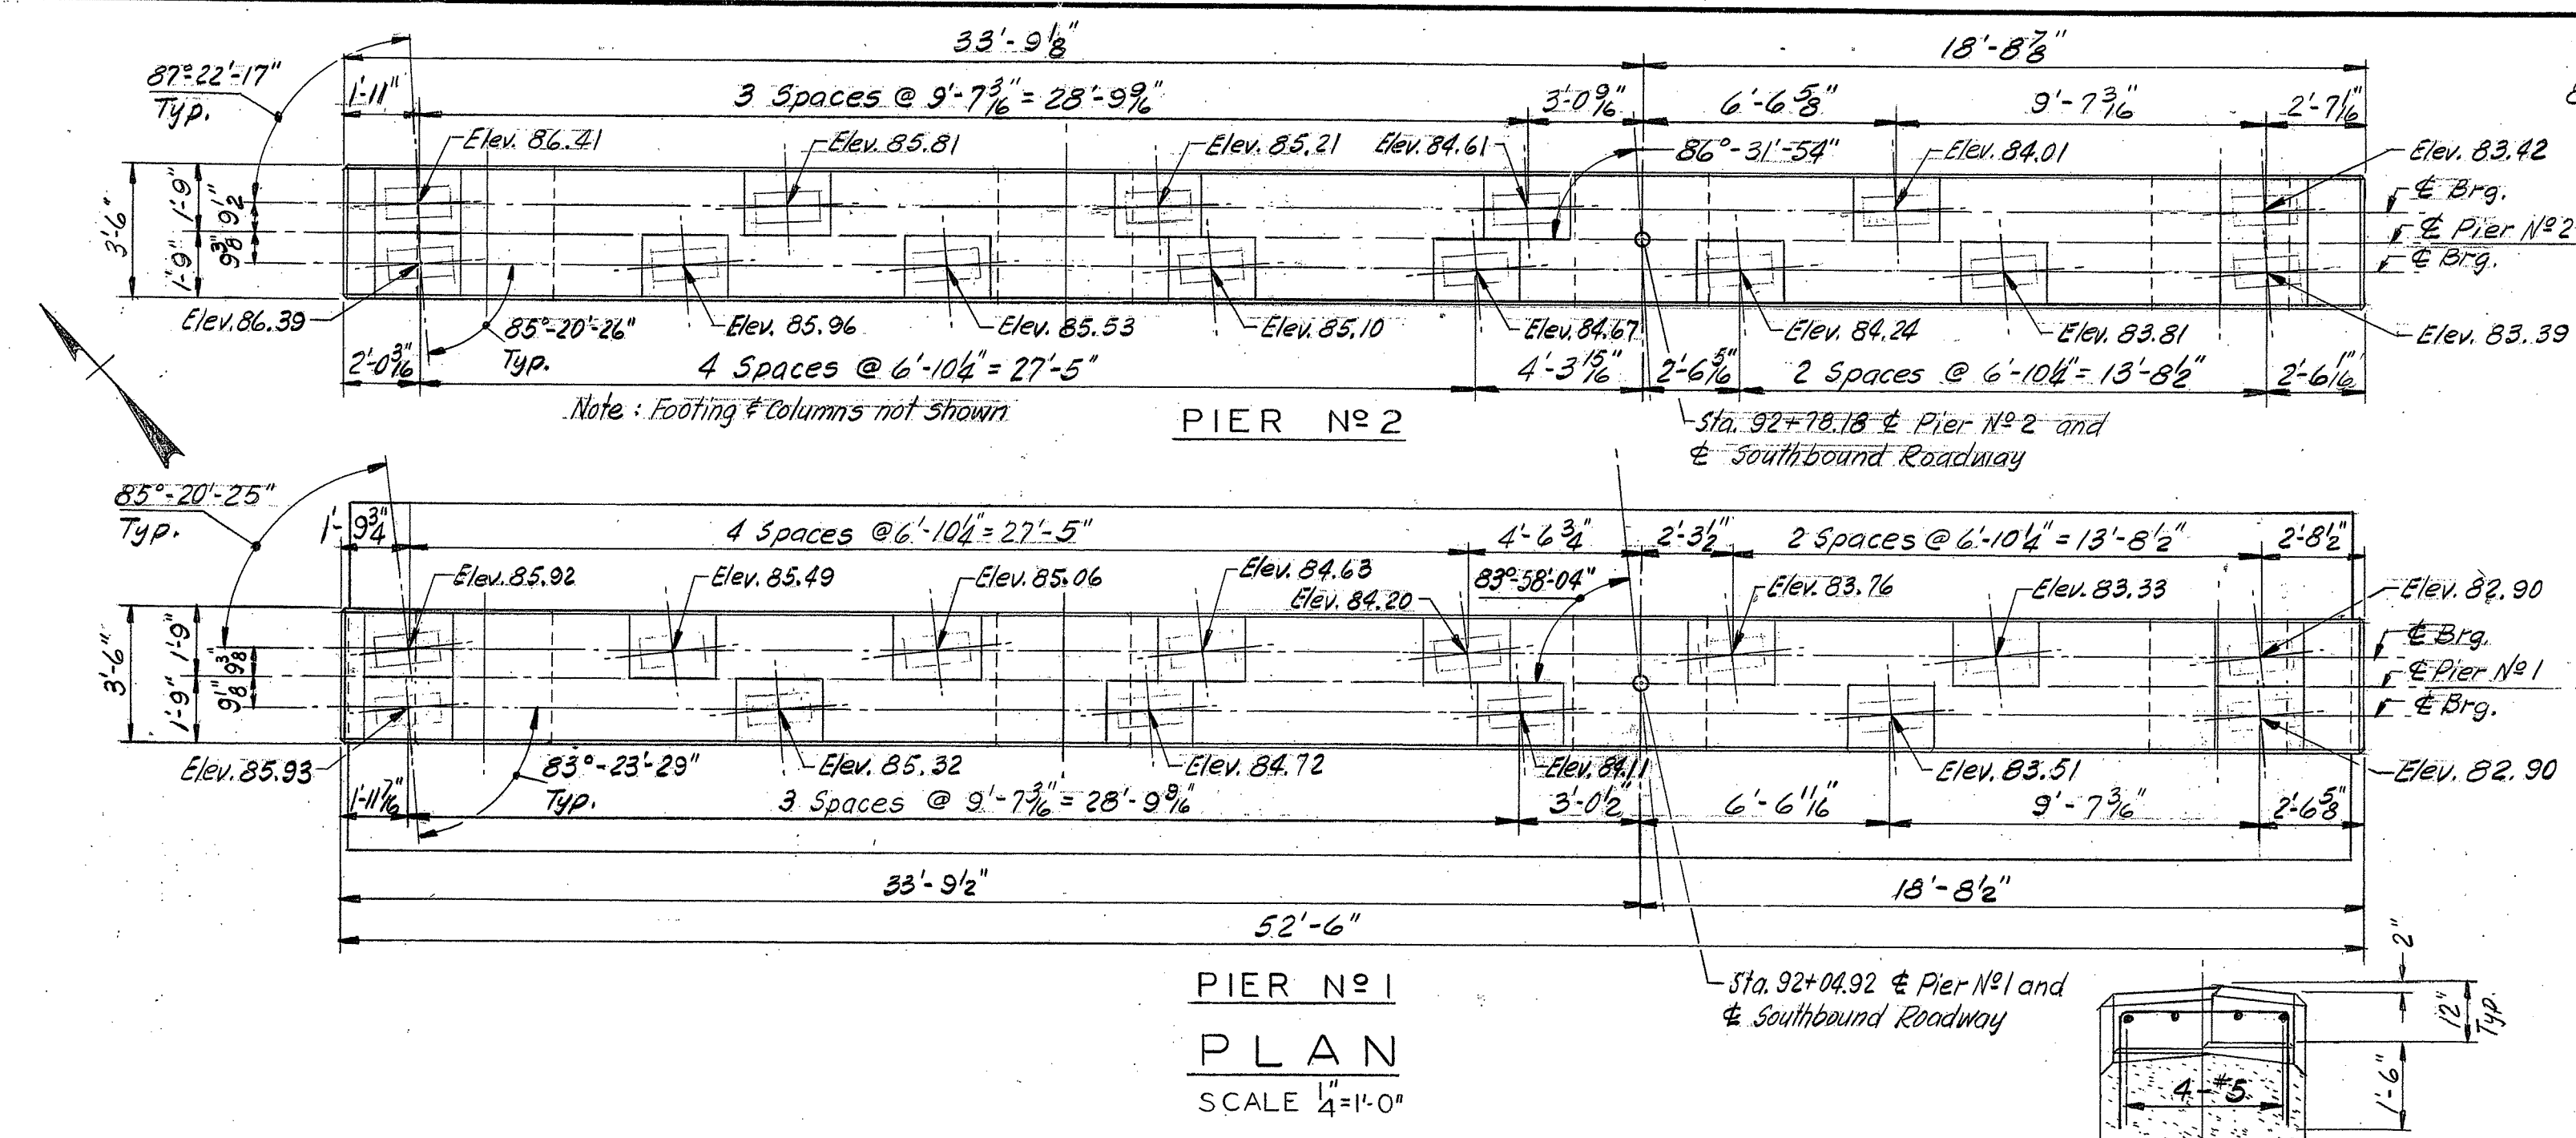 33'-9 1/8"
18'-8 7/8"
87°-22'-17"
Typ.
1'-11"
3 Spaces @ 9'-7 3/16" = 28'-9 9/16"
3'-0 9/16"
6'-6 5/8"
9'-7 3/16"
2'-7 1/16"
8
Elev. 86.41
Elev. 85.81
Elev. 85.21
Elev. 84.61
86°-31'-54"
Elev. 84.01
Elev. 83.42
℄ Brg.
℄ Pier Nº 2
℄ Brg.
3'-6"
1'-9"
1'-9"
9 1/2"
9 3/8"
Elev. 86.39
85°-20'-26"
Typ.
Elev. 85.96
Elev. 85.53
Elev. 85.10
Elev. 84.67
Elev. 84.24
Elev. 83.81
Elev. 83.39
2'-0 3/16"
4 Spaces @ 6'-10 1/4" = 27'-5"
4'-3 15/16"
2'-6 5/16"
2 Spaces @ 6'-10 1/4" = 13'-8 1/2"
2'-6 1/16"
Note : Footing & Columns not shown
PIER Nº 2
Sta. 92+78.18 ℄ Pier Nº 2 and
℄ Southbound Roadway
85°-20'-25"
Typ.
1'-9 3/4"
4 Spaces @ 6'-10 1/4" = 27'-5"
4'-6 3/4"
2'-3 1/2"
2 Spaces @ 6'-10 1/4" = 13'-8 1/2"
2'-8 1/2"
Elev. 85.92
Elev. 85.49
Elev. 85.06
Elev. 84.63
Elev. 84.20
83°-58'-04"
Elev. 83.76
Elev. 83.33
Elev. 82.90
℄ Brg.
℄ Pier Nº 1
℄ Brg.
3'-6"
1'-9"
1'-9"
9 3/8"
9 1/8"
Elev. 85.93
83°-23'-29"
Typ.
Elev. 85.32
Elev. 84.72
Elev. 84.11
Elev. 83.51
Elev. 82.90
1'-11 7/16"
3 Spaces @ 9'-7 3/16" = 28'-9 9/16"
3'-0 1/2"
6'-6 11/16"
9'-7 3/16"
2'-6 5/8"
33'-9 1/2"
18'-8 1/2"
52'-6"
PIER Nº 1
Sta. 92+04.92 ℄ Pier Nº 1 and
℄ Southbound Roadway
PLAN
SCALE 1/4" = 1'-0"
2"
12"
Typ.
1'-6"
4-#5